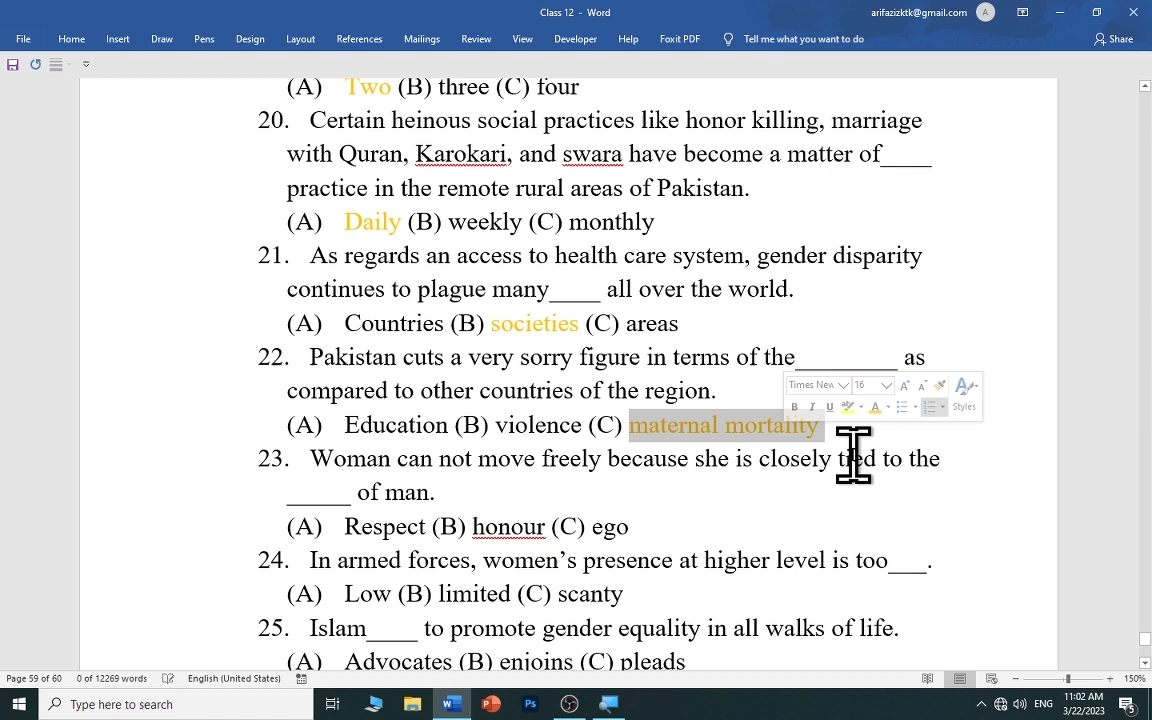 Class 12 - Word
arifazizktk@gmail.com
A
File Home Insert Draw Pens Design Layout References Mailings Review View Developer Help Foxit PDF Tell me what you want to do Share
(A) Two (B) three (C) four
20. Certain heinous social practices like honor killing, marriage
with Quran, Karokari, and swara have become a matter of____
practice in the remote rural areas of Pakistan.
(A) Daily (B) weekly (C) monthly
21. As regards an access to health care system, gender disparity
continues to plague many____ all over the world.
(A) Countries (B) societies (C) areas
22. Pakistan cuts a very sorry figure in terms of the________ as
compared to other countries of the region.
Times New 16
B I U Styles
(A) Education (B) violence (C) maternal mortality
23. Woman can not move freely because she is closely tied to the
_____ of man.
(A) Respect (B) honour (C) ego
24. In armed forces, women's presence at higher level is too___.
(A) Low (B) limited (C) scanty
25. Islam____ to promote gender equality in all walks of life.
(A) Advocates (B) enjoins (C) pleads
Page 59 of 60 0 of 12269 words English (United States) 150%
Type here to search
ENG
11:02 AM
3/22/2023
5